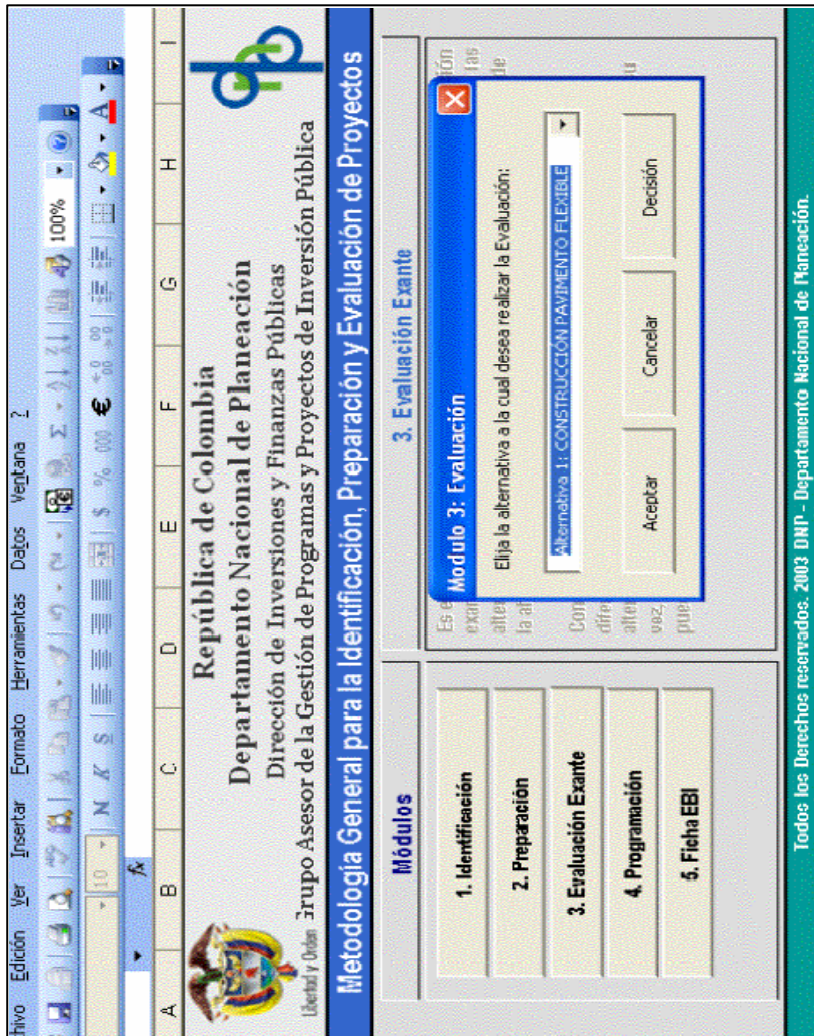 Edición Ver Insertar Formato Herramientas Datos Ventana ?
100%
10 N K S $ % 000 € A
fx
A B C D E F G H I
República de Colombia
Departamento Nacional de Planeación
Dirección de Inversiones y Finanzas Públicas
Grupo Asesor de la Gestión de Programas y Proyectos de Inversión Pública
Libertad y Orden
Metodología General para la Identificación, Preparación y Evaluación de Proyectos
Módulos
1. Identificación
2. Preparación
3. Evaluación Exante
4. Programación
5. Ficha EBI
3. Evaluación Exante
Modulo 3: Evaluación
Elija la alternativa a la cual desea realizar la Evaluación:
Alternativa 1: CONSTRUCCION PAVIMENTO FLEXIBLE
Aceptar Cancelar Decisión
Todos los Derechos reservados. 2003 DNP - Departamento Nacional de Planeación.